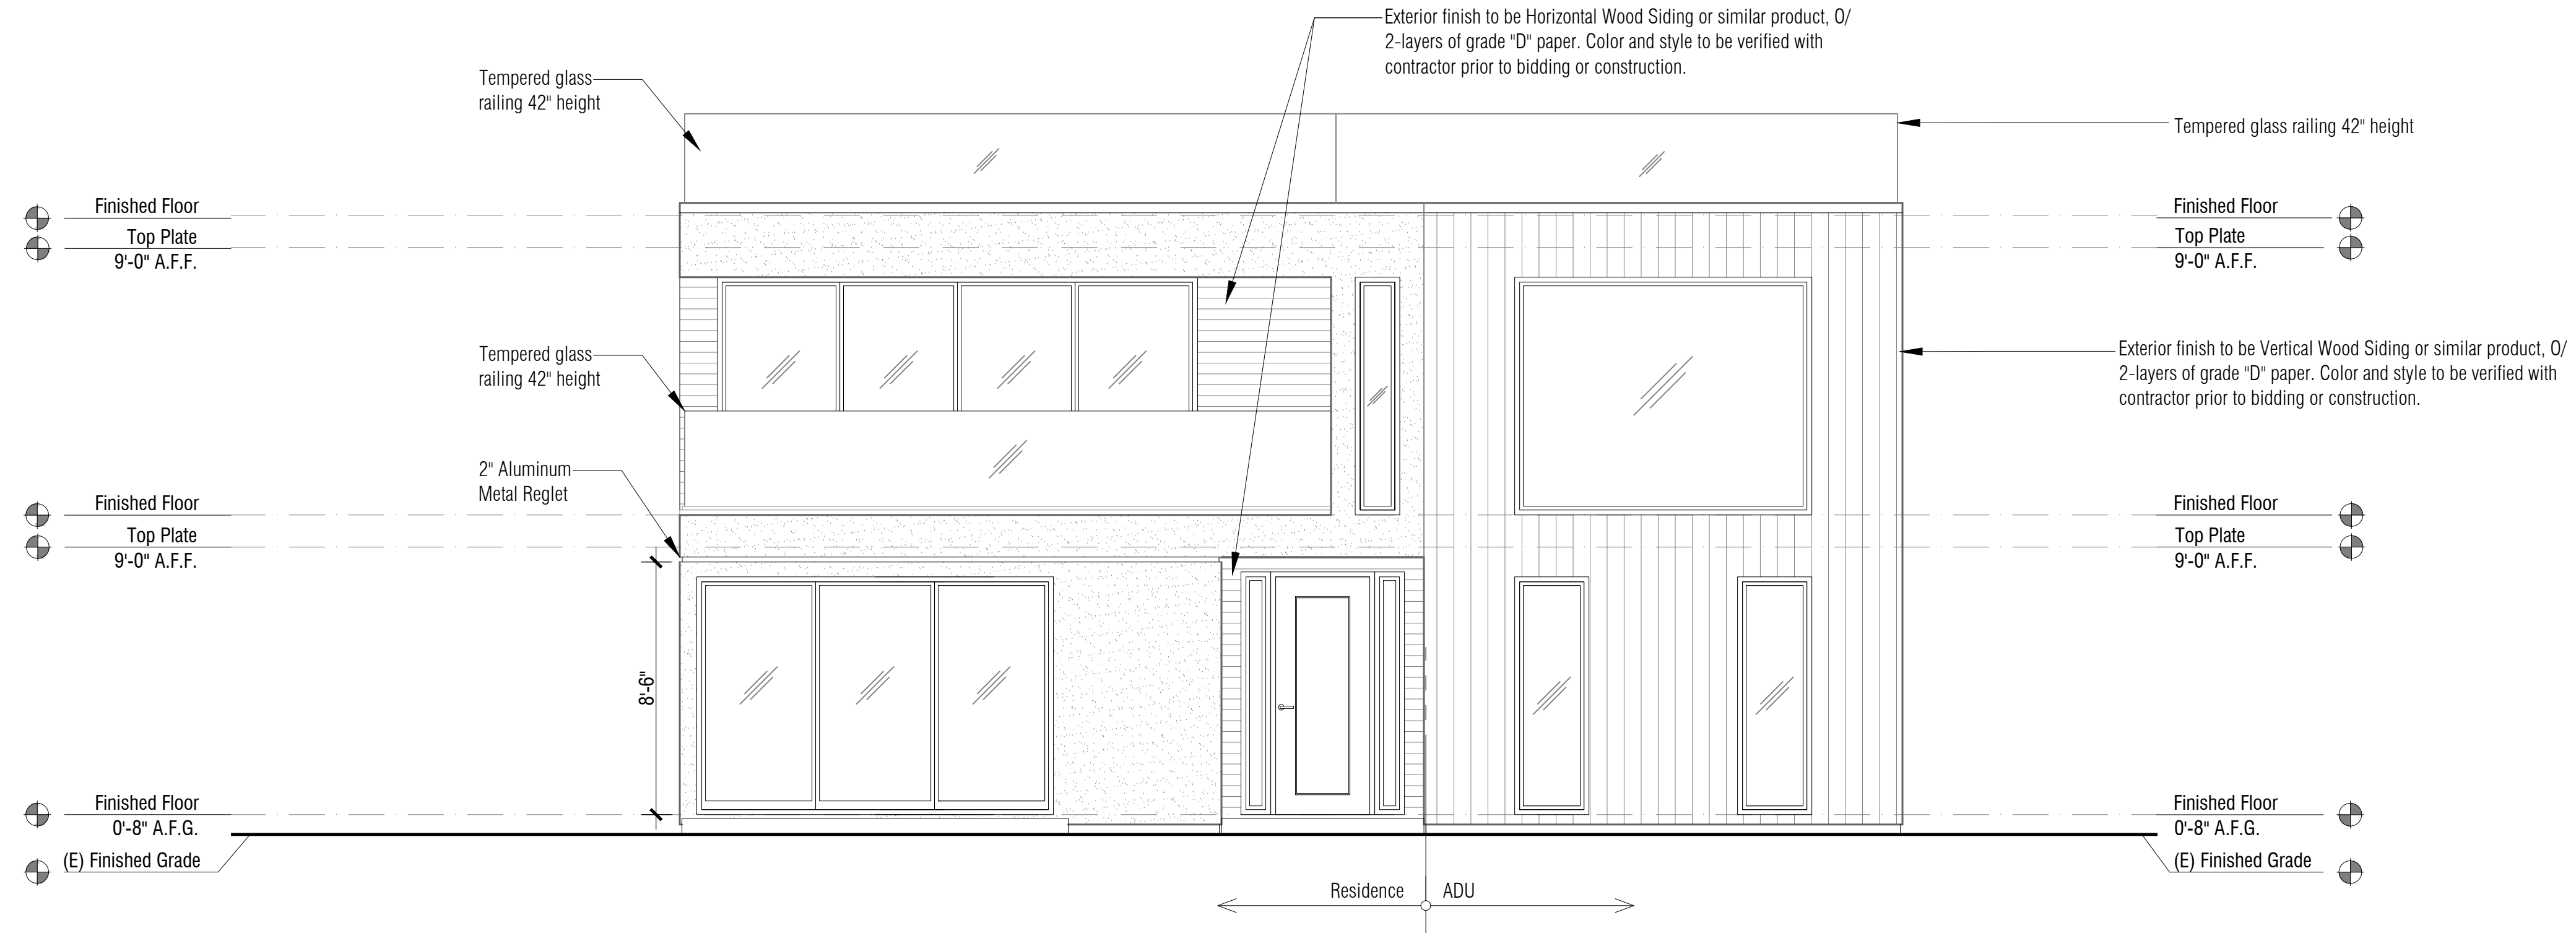 Exterior finish to be Horizontal Wood Siding or similar product, O/
2-layers of grade "D" paper. Color and style to be verified with
contractor prior to bidding or construction.
Tempered glass
railing 42" height
Tempered glass railing 42" height
Finished Floor
Top Plate
9'-0" A.F.F.
Finished Floor
Top Plate
9'-0" A.F.F.
Tempered glass
railing 42" height
Exterior finish to be Vertical Wood Siding or similar product, O/
2-layers of grade "D" paper. Color and style to be verified with
contractor prior to bidding or construction.
2" Aluminum
Metal Reglet
Finished Floor
Top Plate
9'-0" A.F.F.
Finished Floor
Top Plate
9'-0" A.F.F.
8'-6"
Finished Floor
0'-8" A.F.G.
(E) Finished Grade
Finished Floor
0'-8" A.F.G.
(E) Finished Grade
Residence
ADU